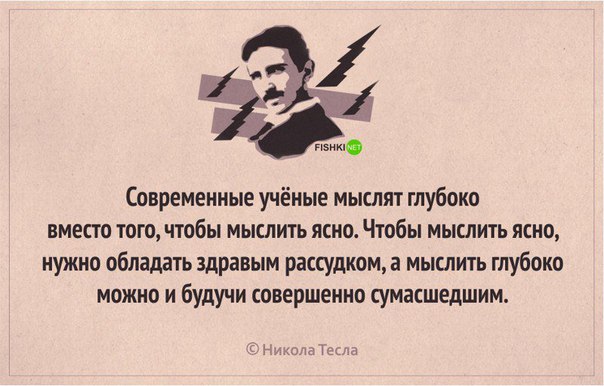 FISHKI NET
Современные учёные мыслят глубоко
вместо того, чтобы мыслить ясно. Чтобы мыслить ясно,
нужно обладать здравым рассудком, а мыслить глубоко
можно и будучи совершенно сумасшедшим.
© Никола Тесла